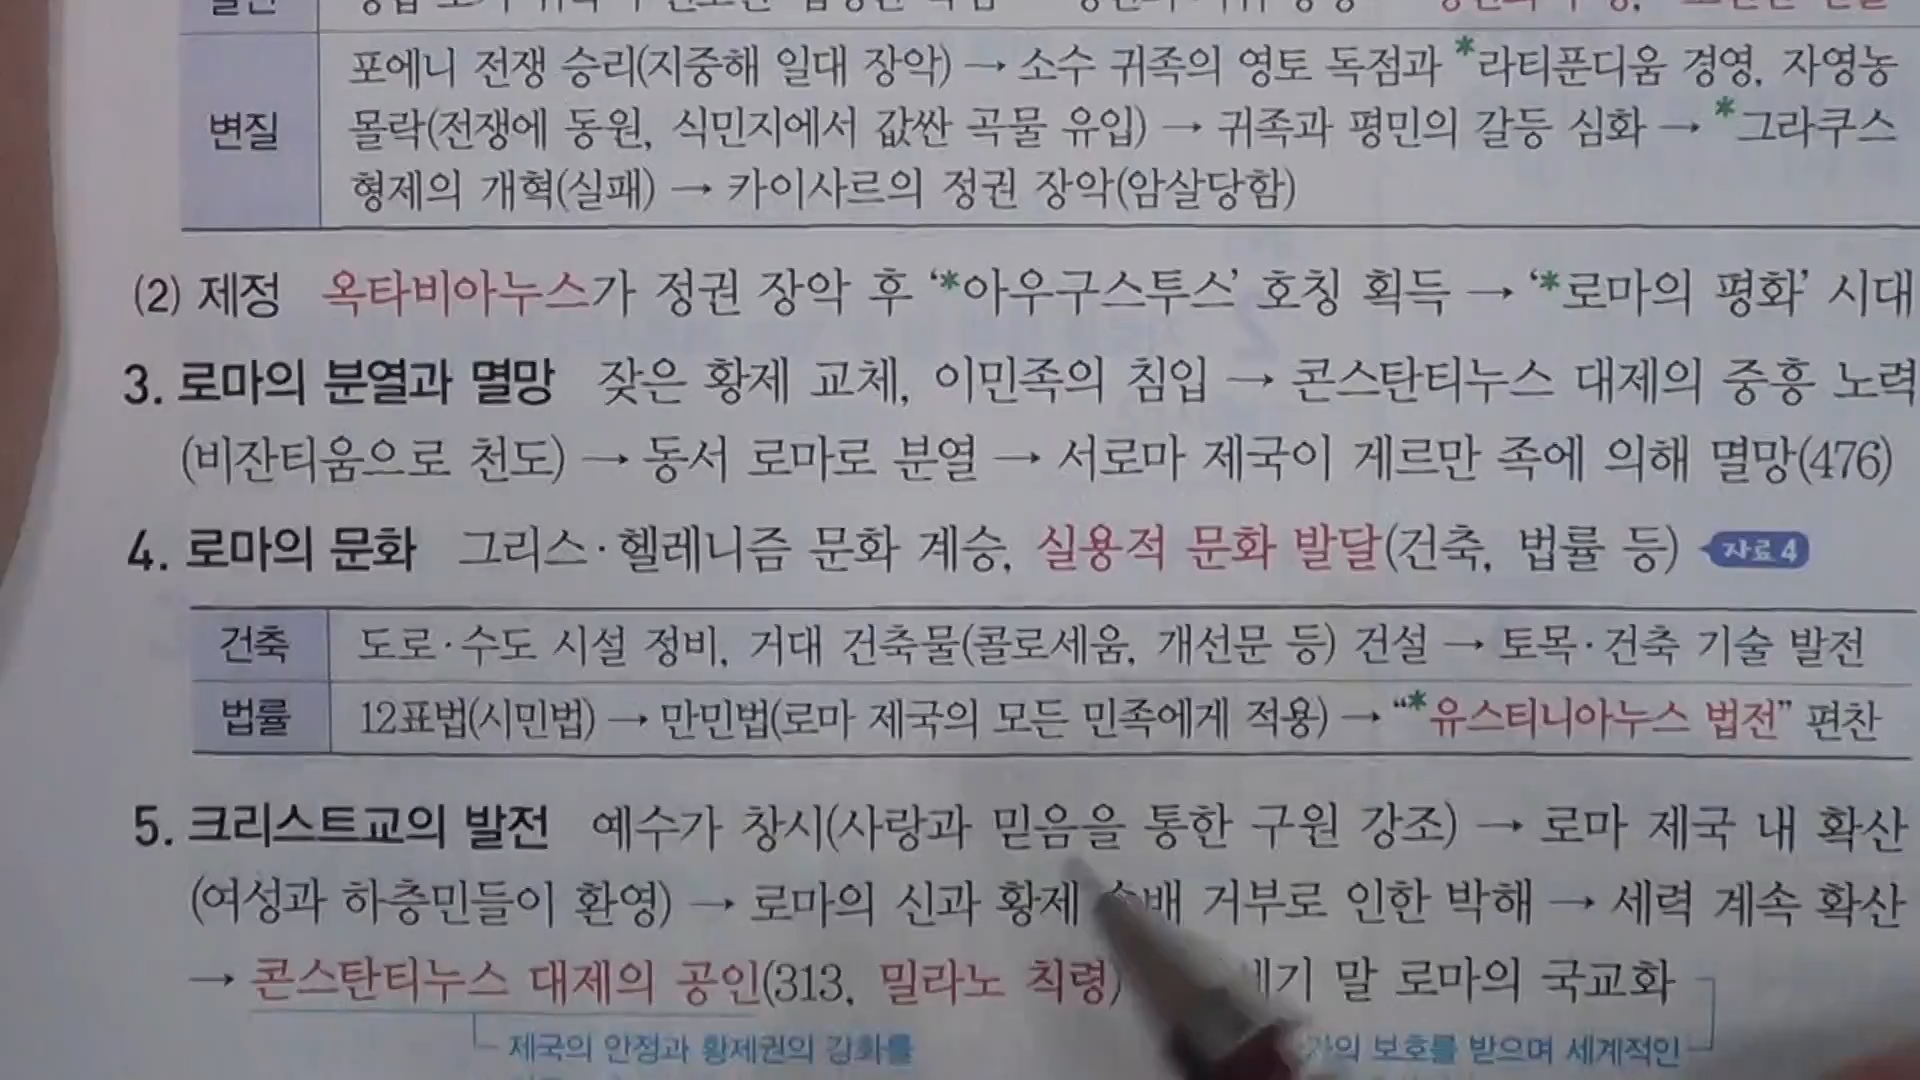 변질
포에니 전쟁 승리(지중해 일대 장악) → 소수 귀족의 영토 독점과 *라티푼디움 경영, 자영농
몰락(전쟁에 동원, 식민지에서 값싼 곡물 유입) → 귀족과 평민의 갈등 심화 → *그라쿠스
형제의 개혁(실패) → 카이사르의 정권 장악(암살당함)
(2) 제정 옥타비아누스가 정권 장악 후 ‘*아우구스투스’ 호칭 획득 → ‘*로마의 평화’ 시대
3. 로마의 분열과 멸망 잦은 황제 교체, 이민족의 침입 → 콘스탄티누스 대제의 중흥 노력
(비잔티움으로 천도) → 동서 로마로 분열 → 서로마 제국이 게르만 족에 의해 멸망(476)
4. 로마의 문화 그리스·헬레니즘 문화 계승, 실용적 문화 발달(건축, 법률 등) 자료 4
건축 도로·수도 시설 정비, 거대 건축물(콜로세움, 개선문 등) 건설 → 토목·건축 기술 발전
법률 12표법(시민법) → 만민법(로마 제국의 모든 민족에게 적용) → “*유스티니아누스 법전” 편찬
5. 크리스트교의 발전 예수가 창시(사랑과 믿음을 통한 구원 강조) → 로마 제국 내 확산
(여성과 하층민들이 환영) → 로마의 신과 황제 거부로 인한 박해 → 세력 계속 확산
→ 콘스탄티누스 대제의 공인(313, 밀라노 칙령) 말 로마의 국교화
제국의 안정과 황제권의 강화를
보호를 받으며 세계적인